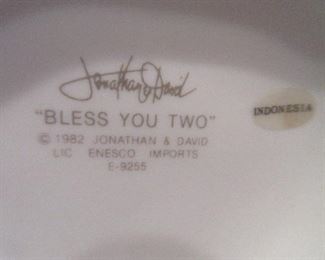 Jonathan & David
"BLESS YOU TWO"
© 1982 JONATHAN & DAVID
LIC ENESCO IMPORTS
E-9255
INDONESIA